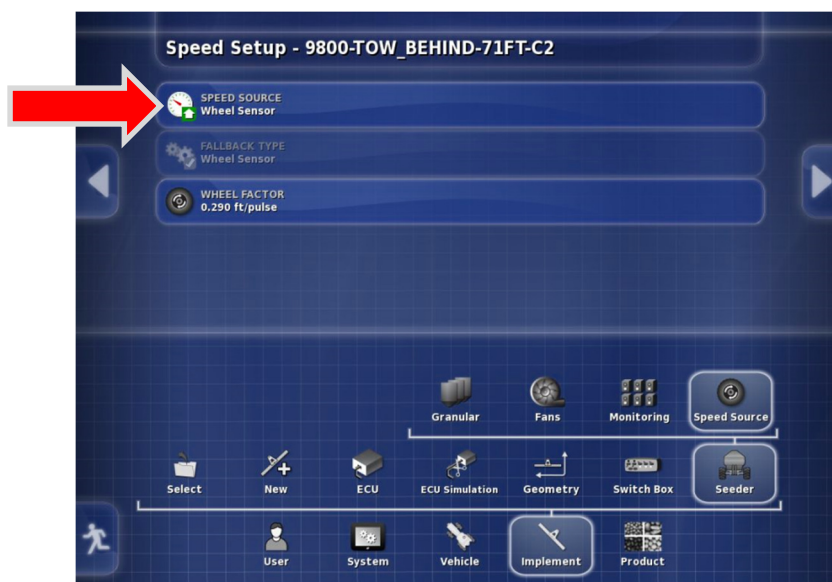 Speed Setup - 9800-TOW_BEHIND-71FT-C2
SPEED SOURCE
Wheel Sensor
FALLBACK TYPE
Wheel Sensor
WHEEL FACTOR
0.290 ft/pulse
Granular Fans Monitoring Speed Source
Select New ECU ECU Simulation Geometry Switch Box Seeder
User System Vehicle Implement Product